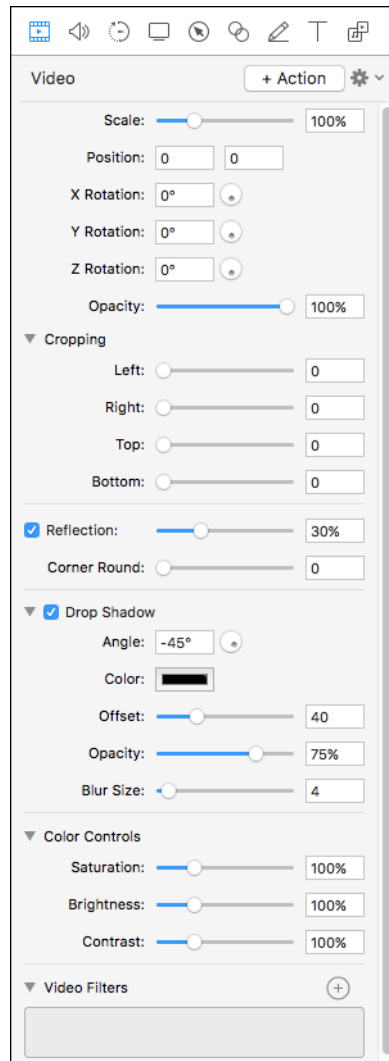 Video + Action
Scale: 100%
Position: 0 0
X Rotation: 0°
Y Rotation: 0°
Z Rotation: 0°
Opacity: 100%
Cropping
Left: 0
Right: 0
Top: 0
Bottom: 0
Reflection: 30%
Corner Round: 0
Drop Shadow
Angle: -45°
Color:
Offset: 40
Opacity: 75%
Blur Size: 4
Color Controls
Saturation: 100%
Brightness: 100%
Contrast: 100%
Video Filters